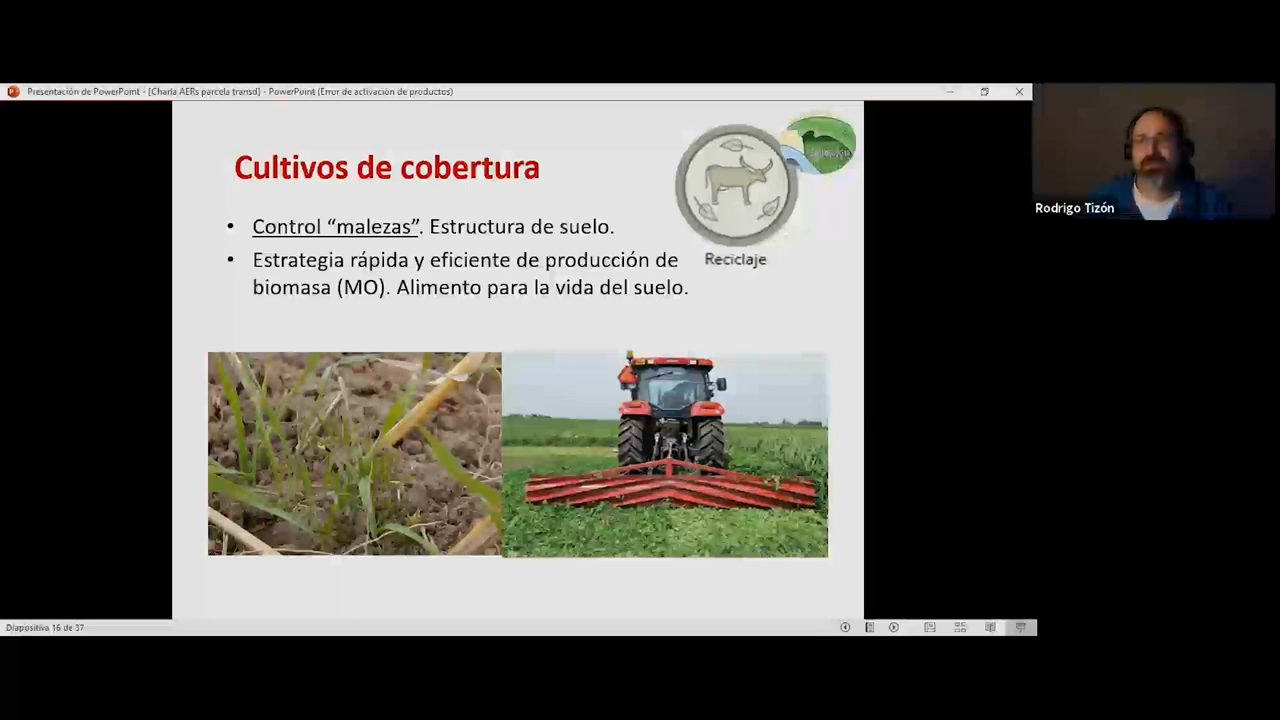 Presentación de PowerPoint - [Charla AERs parcela transd] - PowerPoint (Error de activación de productos)
Cultivos de cobertura
• Control “malezas”. Estructura de suelo.
• Estrategia rápida y eficiente de producción de
biomasa (MO). Alimento para la vida del suelo.
Reciclaje
Rodrigo Tizón
Diapositiva 16 de 37